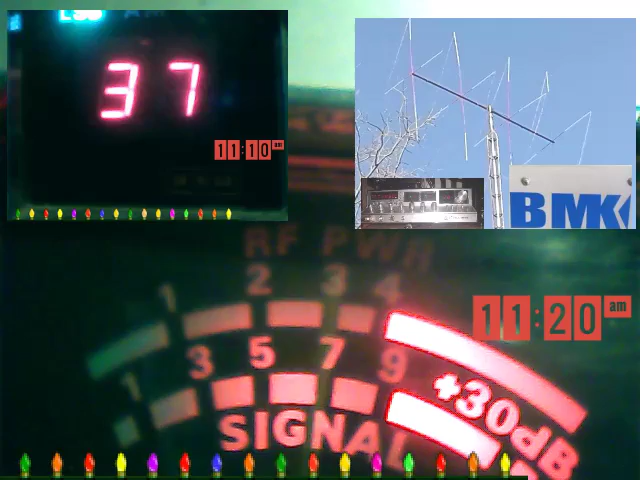 37
11:10 am
BMK
RF PWR
1 2 3 4
11:20 am
1 3 5 7 9 +30dB
SIGNAL